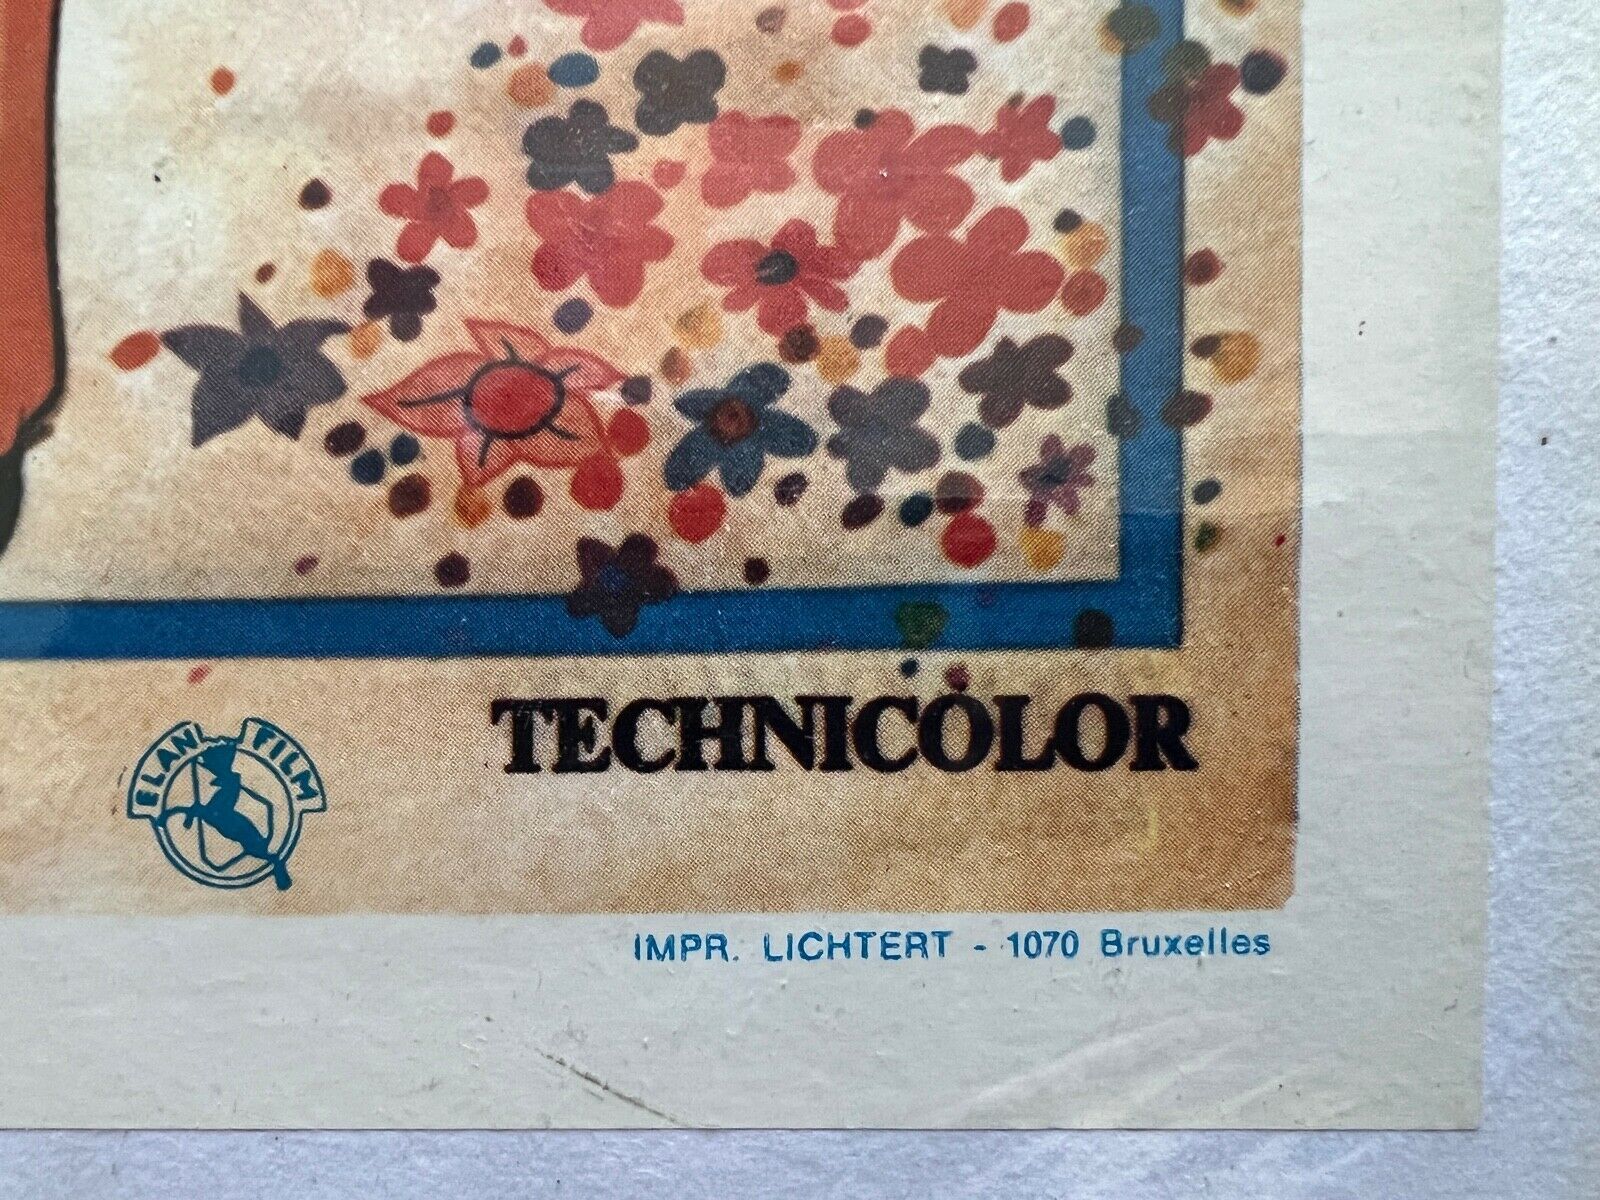 TECHNICOLOR
ELAN FILM
IMPR. LICHTERT - 1070 Bruxelles